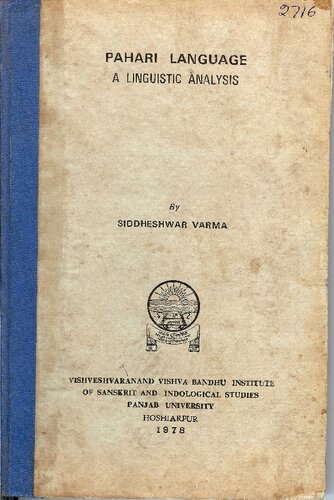 2716
PAHARI LANGUAGE
A LINGUISTIC ANALYSIS
By
SIDDHESHWAR VARMA
VISHVESHVARANAND VISHVA BANDHU INSTITUTE
OF SANSKRIT AND INDOLOGICAL STUDIES
PANJAB UNIVERSITY
HOSHIARPUR
1978